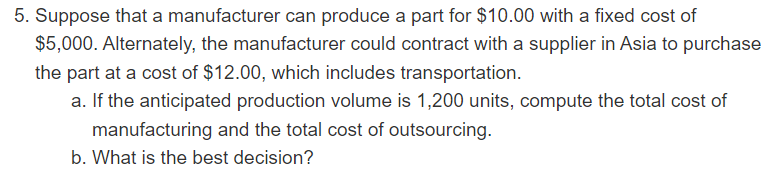 5. Suppose that a manufacturer can produce a part for $10.00 with a fixed cost of
$5,000. Alternately, the manufacturer could contract with a supplier in Asia to purchase
the part at a cost of $12.00, which includes transportation.
a. If the anticipated production volume is 1,200 units, compute the total cost of
manufacturing and the total cost of outsourcing.
b. What is the best decision?